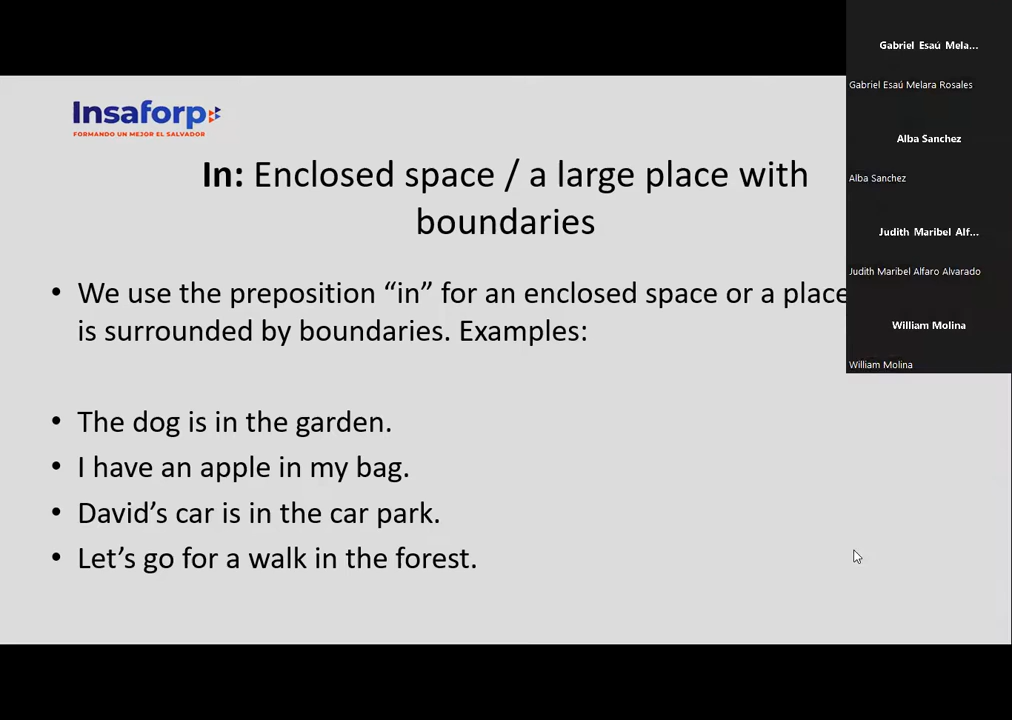 Insaforp
FORMANDO UN MEJOR EL SALVADOR
In: Enclosed space / a large place with
boundaries
• We use the preposition “in” for an enclosed space or a place
is surrounded by boundaries. Examples:
• The dog is in the garden.
• I have an apple in my bag.
• David’s car is in the car park.
• Let’s go for a walk in the forest.
Gabriel Esaú Mela...
Gabriel Esaú Melara Rosales
Alba Sanchez
Alba Sanchez
Judith Maribel Alf...
Judith Maribel Alfaro Alvarado
William Molina
William Molina